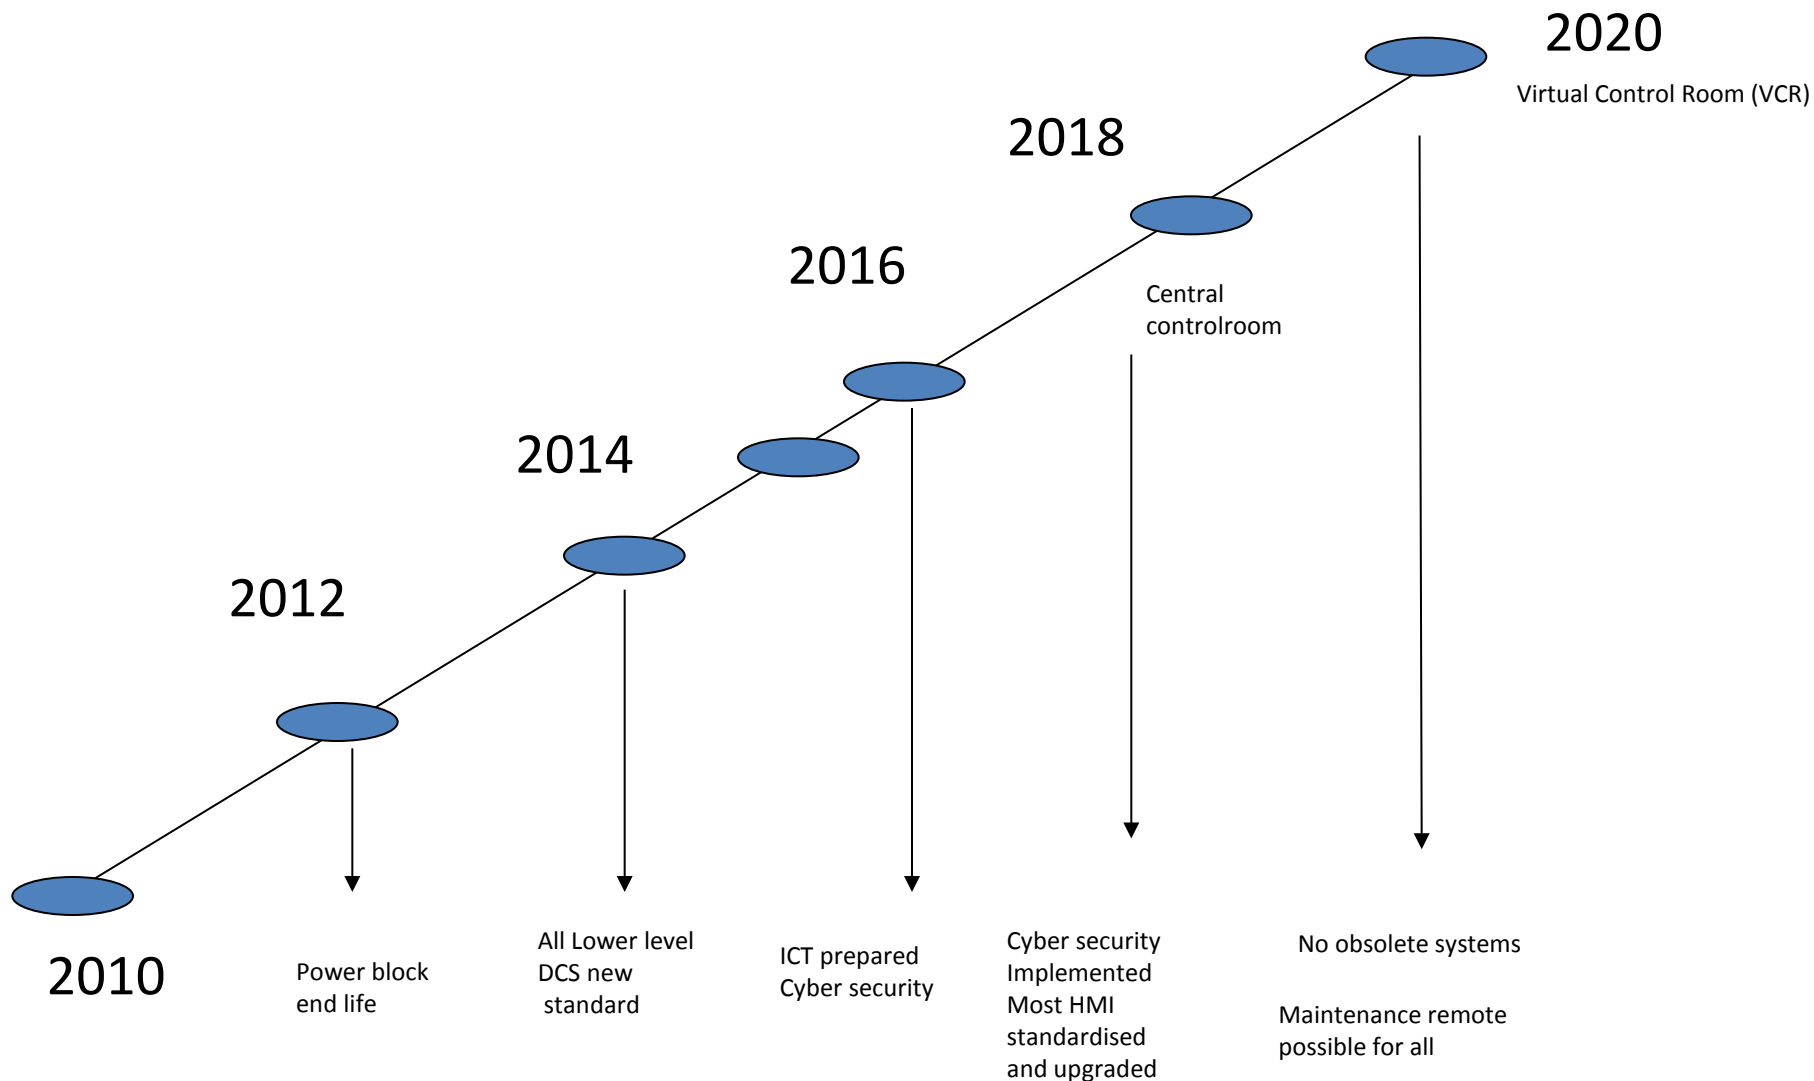 2020
Virtual Control Room (VCR)
2018
2016
Central
controlroom
2014
2012
2010
Power block
end life
All Lower level
DCS new
standard
ICT prepared
Cyber security
Cyber security
Implemented
Most HMI
standardised
and upgraded
No obsolete systems
Maintenance remote
possible for all